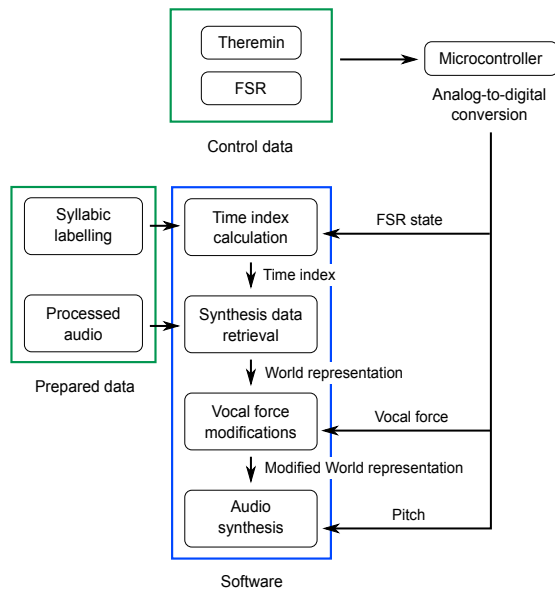 Theremin
FSR
Microcontroller
Analog-to-digital
conversion
Control data
Syllabic
labelling
Time index
calculation
FSR state
Time index
Processed
audio
Synthesis data
retrieval
Prepared data
World representation
Vocal force
modifications
Vocal force
Modified World representation
Audio
synthesis
Pitch
Software